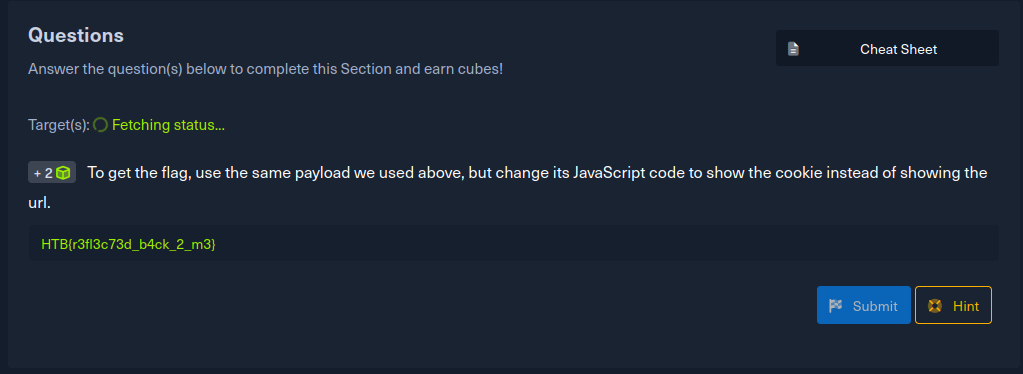 Questions
Cheat Sheet
Answer the question(s) below to complete this Section and earn cubes!
Target(s): Fetching status...
+ 2 To get the flag, use the same payload we used above, but change its JavaScript code to show the cookie instead of showing the
url.
HTB{r3fl3c73d_b4ck_2_m3}
Submit
Hint